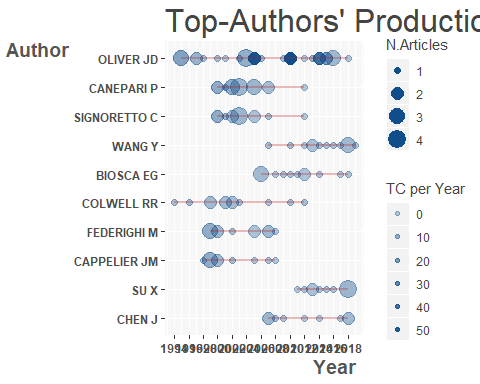 Top-Authors' Production
Author
OLIVER JD
CANEPARI P
SIGNORETTO C
WANG Y
BIOSCA EG
COLWELL RR
FEDERIGHI M
CAPPELIER JM
SU X
CHEN J
Year
N.Articles
1
2
3
4
TC per Year
0
10
20
30
40
50